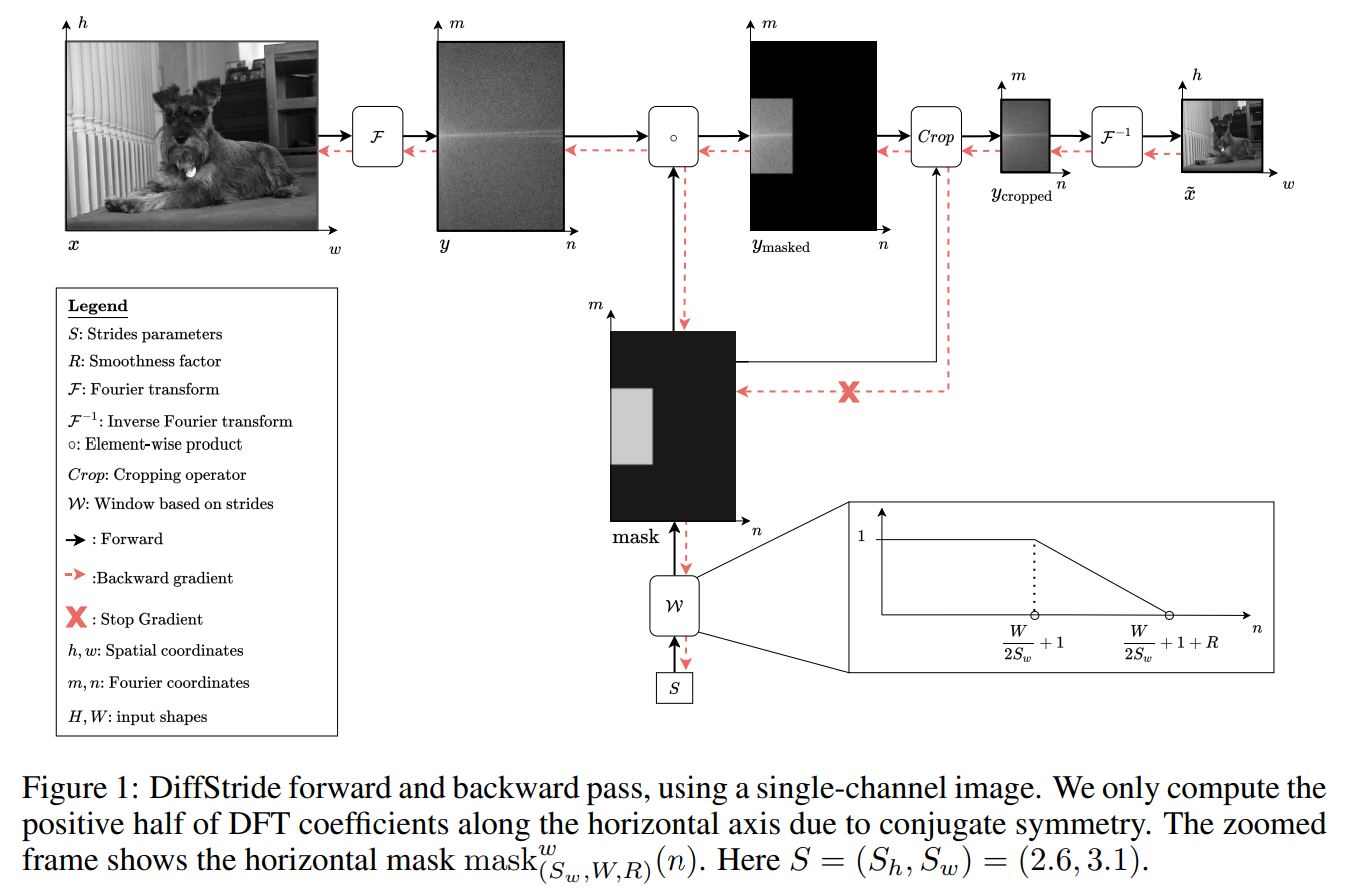 h
m
m
m
h
𝓕
∘
Crop
𝓕⁻¹
x
w
y
n
y_masked
n
y_cropped
n
x̃
w
Legend
S: Strides parameters
R: Smoothness factor
𝓕: Fourier transform
𝓕⁻¹: Inverse Fourier transform
∘: Element-wise product
Crop: Cropping operator
𝒲: Window based on strides
: Forward
:Backward gradient
: Stop Gradient
h, w: Spatial coordinates
m, n: Fourier coordinates
H, W: input shapes
m
mask
n
𝒲
S
1
W/2S_w + 1
W/2S_w + 1 + R
n
Figure 1: DiffStride forward and backward pass, using a single-channel image. We only compute the
positive half of DFT coefficients along the horizontal axis due to conjugate symmetry. The zoomed
frame shows the horizontal mask mask^w_(S_w,W,R)(n). Here S = (S_h, S_w) = (2.6, 3.1).